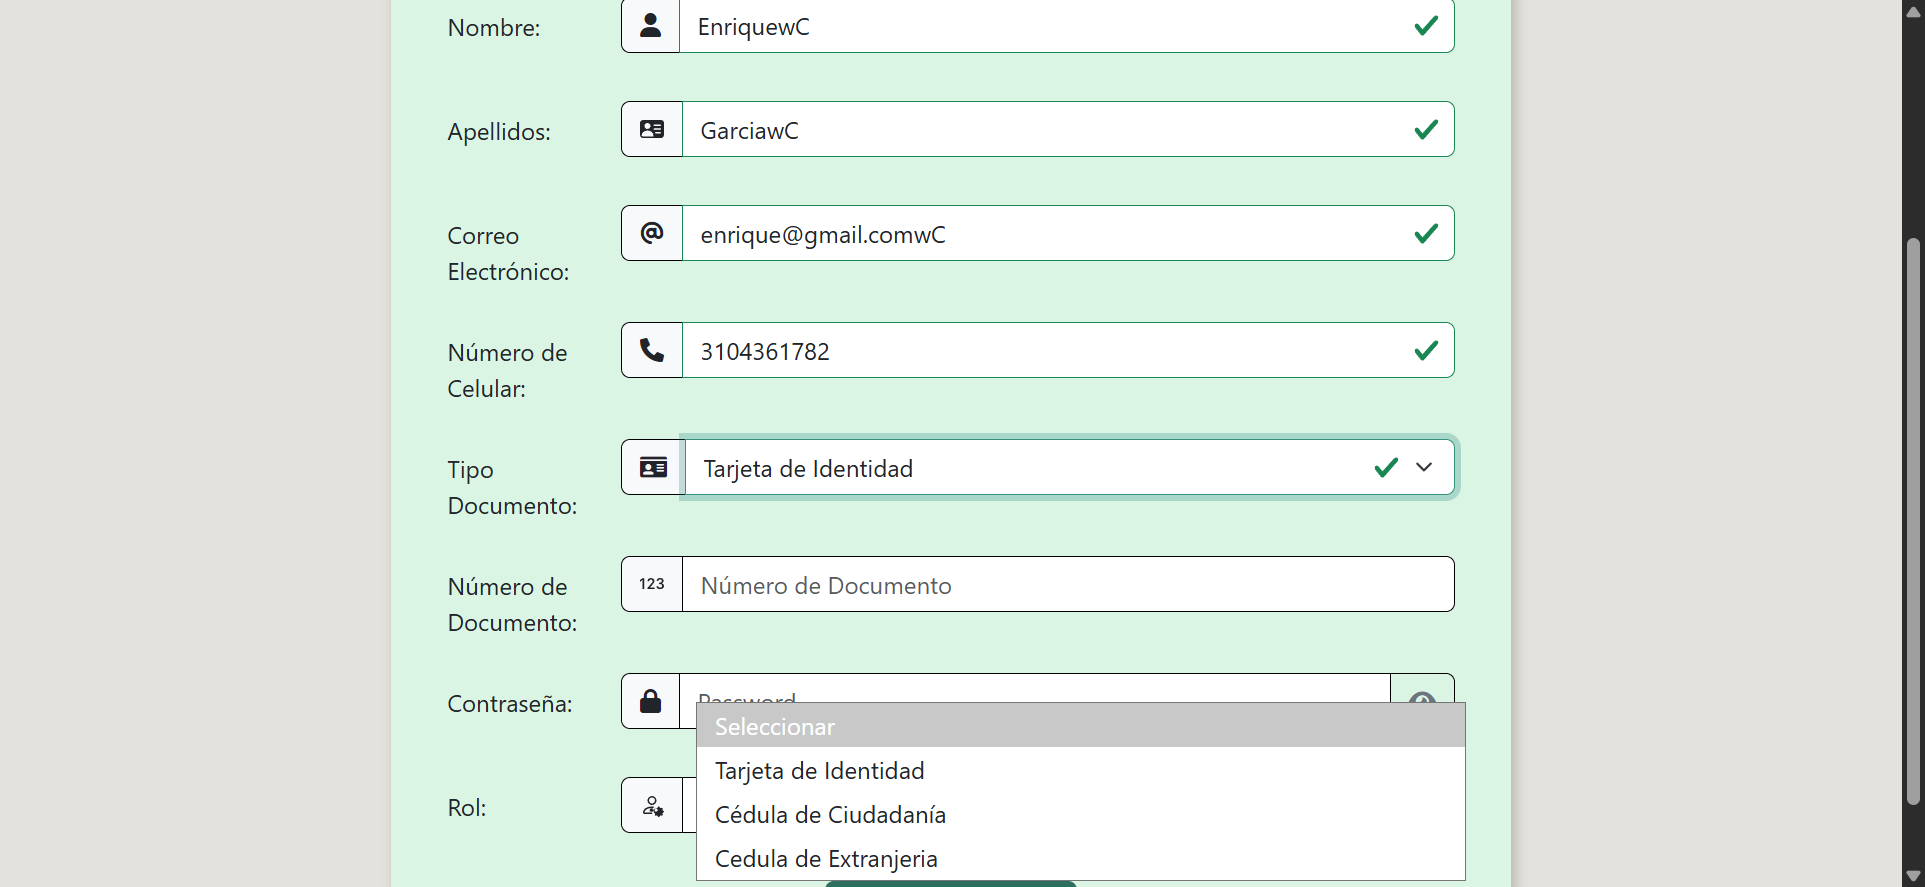 Nombre:
EnriquewC
Apellidos:
GarciawC
Correo
Electrónico:
enrique@gmail.comwC
Número de
Celular:
3104361782
Tipo
Documento:
Tarjeta de Identidad
Número de
Documento:
123
Número de Documento
Contraseña:
Password
Seleccionar
Tarjeta de Identidad
Rol:
Cédula de Ciudadanía
Cedula de Extranjeria